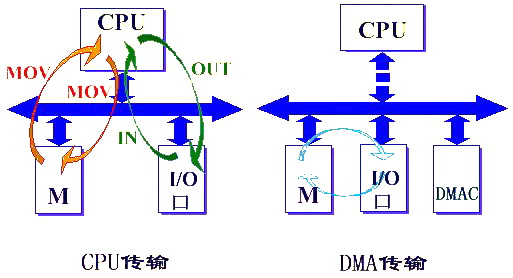 CPU
MOV
MOV
OUT
IN
M
I/O
口
CPU传输
CPU
M
I/O
口
DMAC
DMA传输